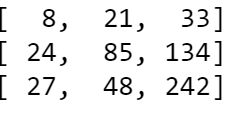 [  8,  21,  33]
[ 24,  85, 134]
[ 27,  48, 242]